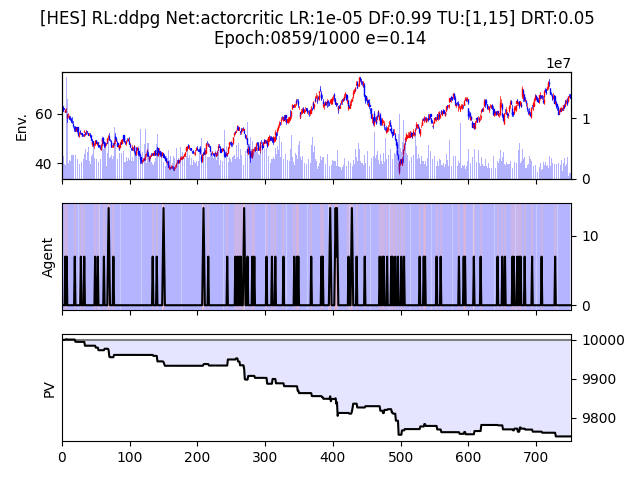 [HES] RL:ddpg Net:actorcritic LR:1e-05 DF:0.99 TU:[1,15] DRT:0.05
Epoch:0859/1000 e=0.14
1e7
Env.
60
40
1
0
Agent
10
0
PV
10000
9900
9800
0 100 200 300 400 500 600 700